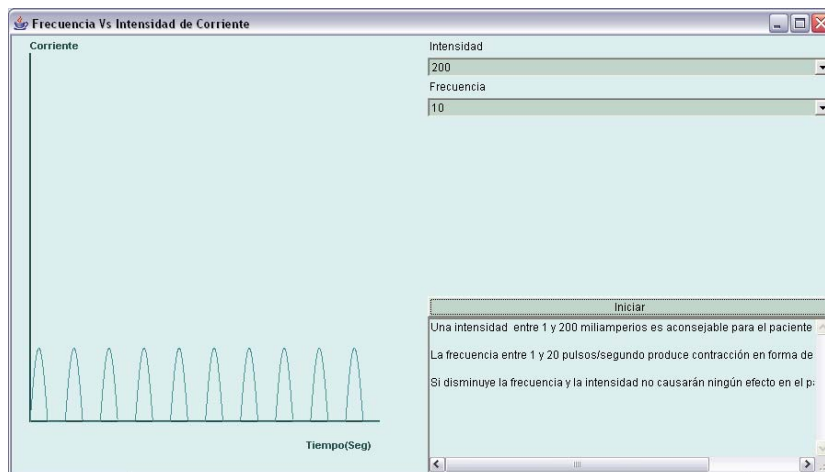 Frecuencia Vs Intensidad de Corriente
Corriente
Intensidad
200
Frecuencia
10
Iniciar
Una intensidad entre 1 y 200 miliamperios es aconsejable para el paciente
La frecuencia entre 1 y 20 pulsos/segundo produce contracción en forma de
Si disminuye la frecuencia y la intensidad no causarán ningún efecto en el
Tiempo(Seg)